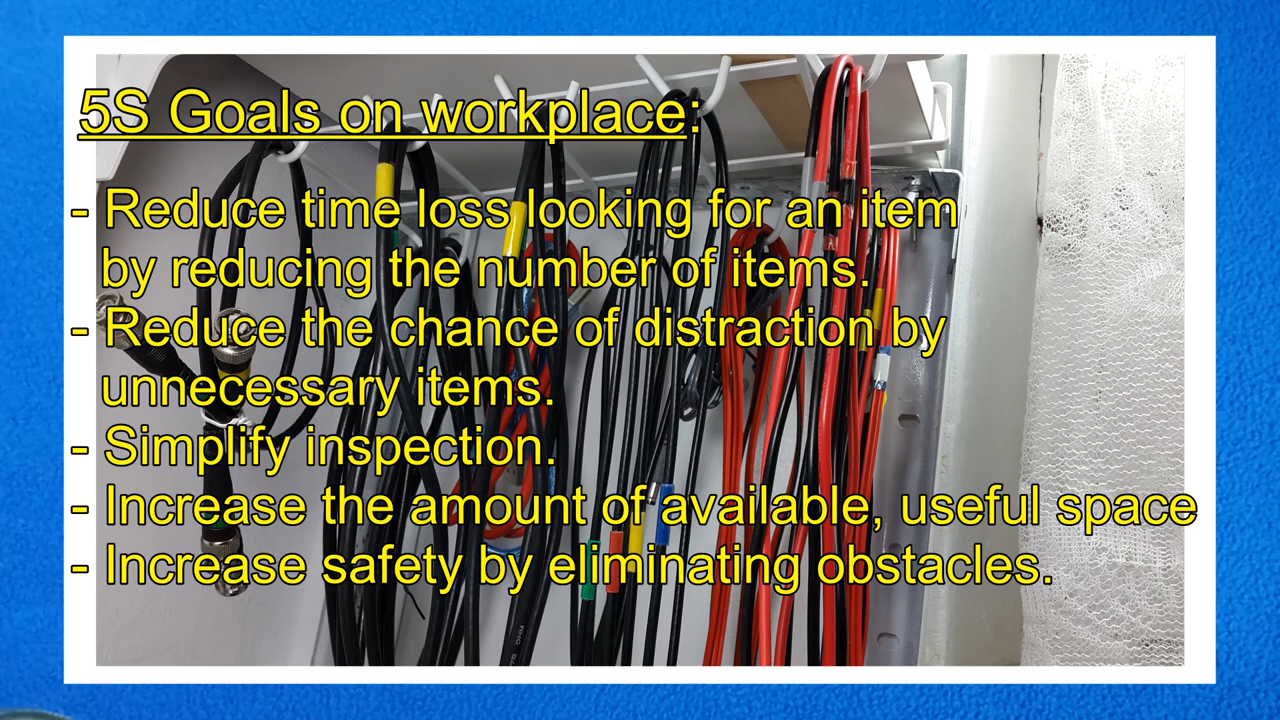 5S Goals on workplace:
- Reduce time loss looking for an item
by reducing the number of items.
- Reduce the chance of distraction by
unnecessary items.
- Simplify inspection.
- Increase the amount of available, useful space
- Increase safety by eliminating obstacles.